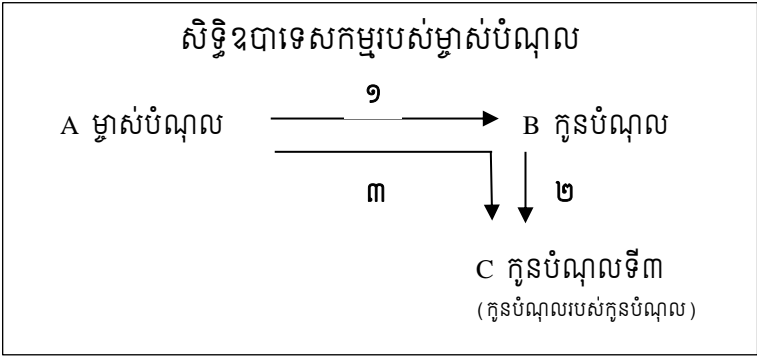 សិទ្ធិឧបាទេសកម្មរបស់ម្ចាស់បំណុល
១
A ម្ចាស់បំណុល B កូនបំណុល
៣ ២
C កូនបំណុលទី៣
(កូនបំណុលរបស់កូនបំណុល)